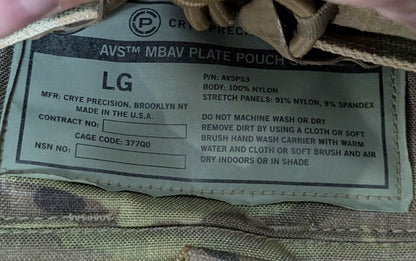 CRYE PRECIS
AVS™ MBAV PLATE POUCH
LG
MFR: CRYE PRECISION, BROOKLYN NY
MADE IN THE U.S.A.
CONTRACT NO:
CAGE CODE: 377Q0
NSN NO:
P/N: AVSPS3
BODY: 100% NYLON
STRETCH PANELS: 91% NYLON, 9% SPANDEX
DO NOT MACHINE WASH OR DRY
REMOVE DIRT BY USING A CLOTH OR SOFT
BRUSH HAND WASH CARRIER WITH WARM
WATER AND CLOTH OR SOFT BRUSH AND AIR
DRY INDOORS OR IN SHADE